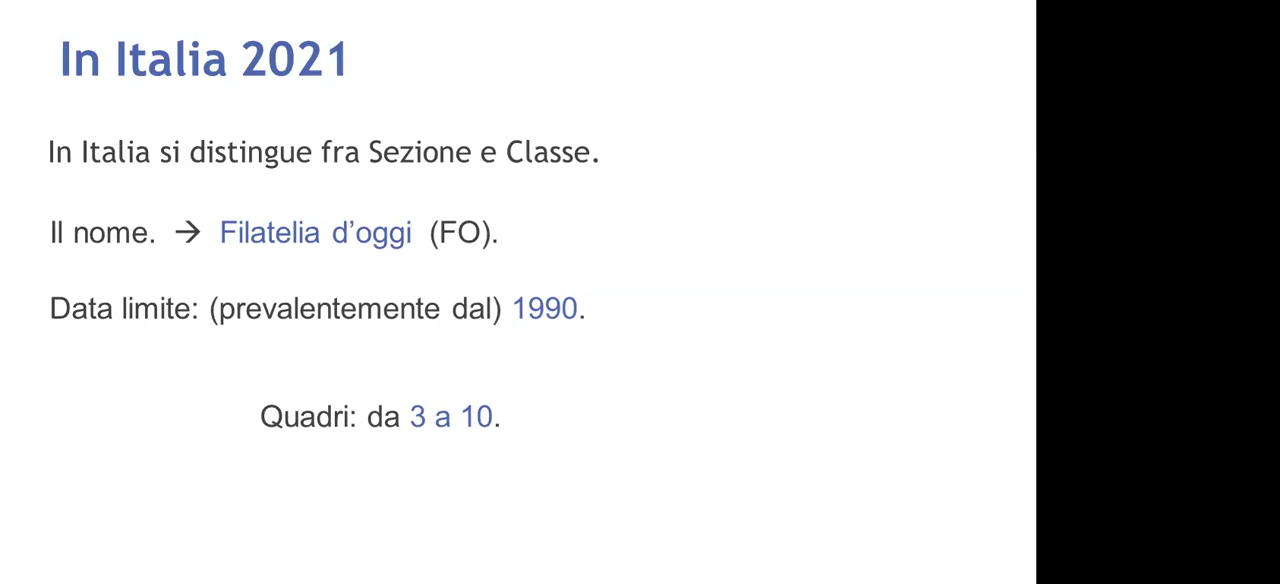 In Italia 2021
In Italia si distingue fra Sezione e Classe.
Il nome. → Filatelia d’oggi (FO).
Data limite: (prevalentemente dal) 1990.
Quadri: da 3 a 10.